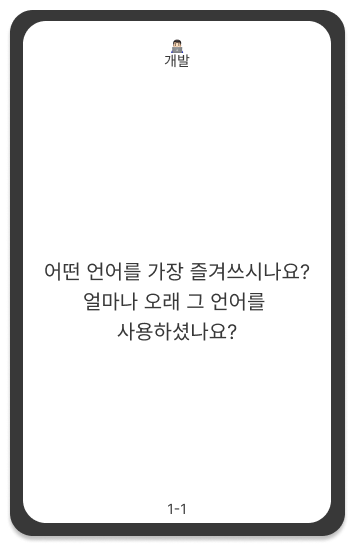 개발
어떤 언어를 가장 즐겨쓰시나요?
얼마나 오래 그 언어를
사용하셨나요?
1-1